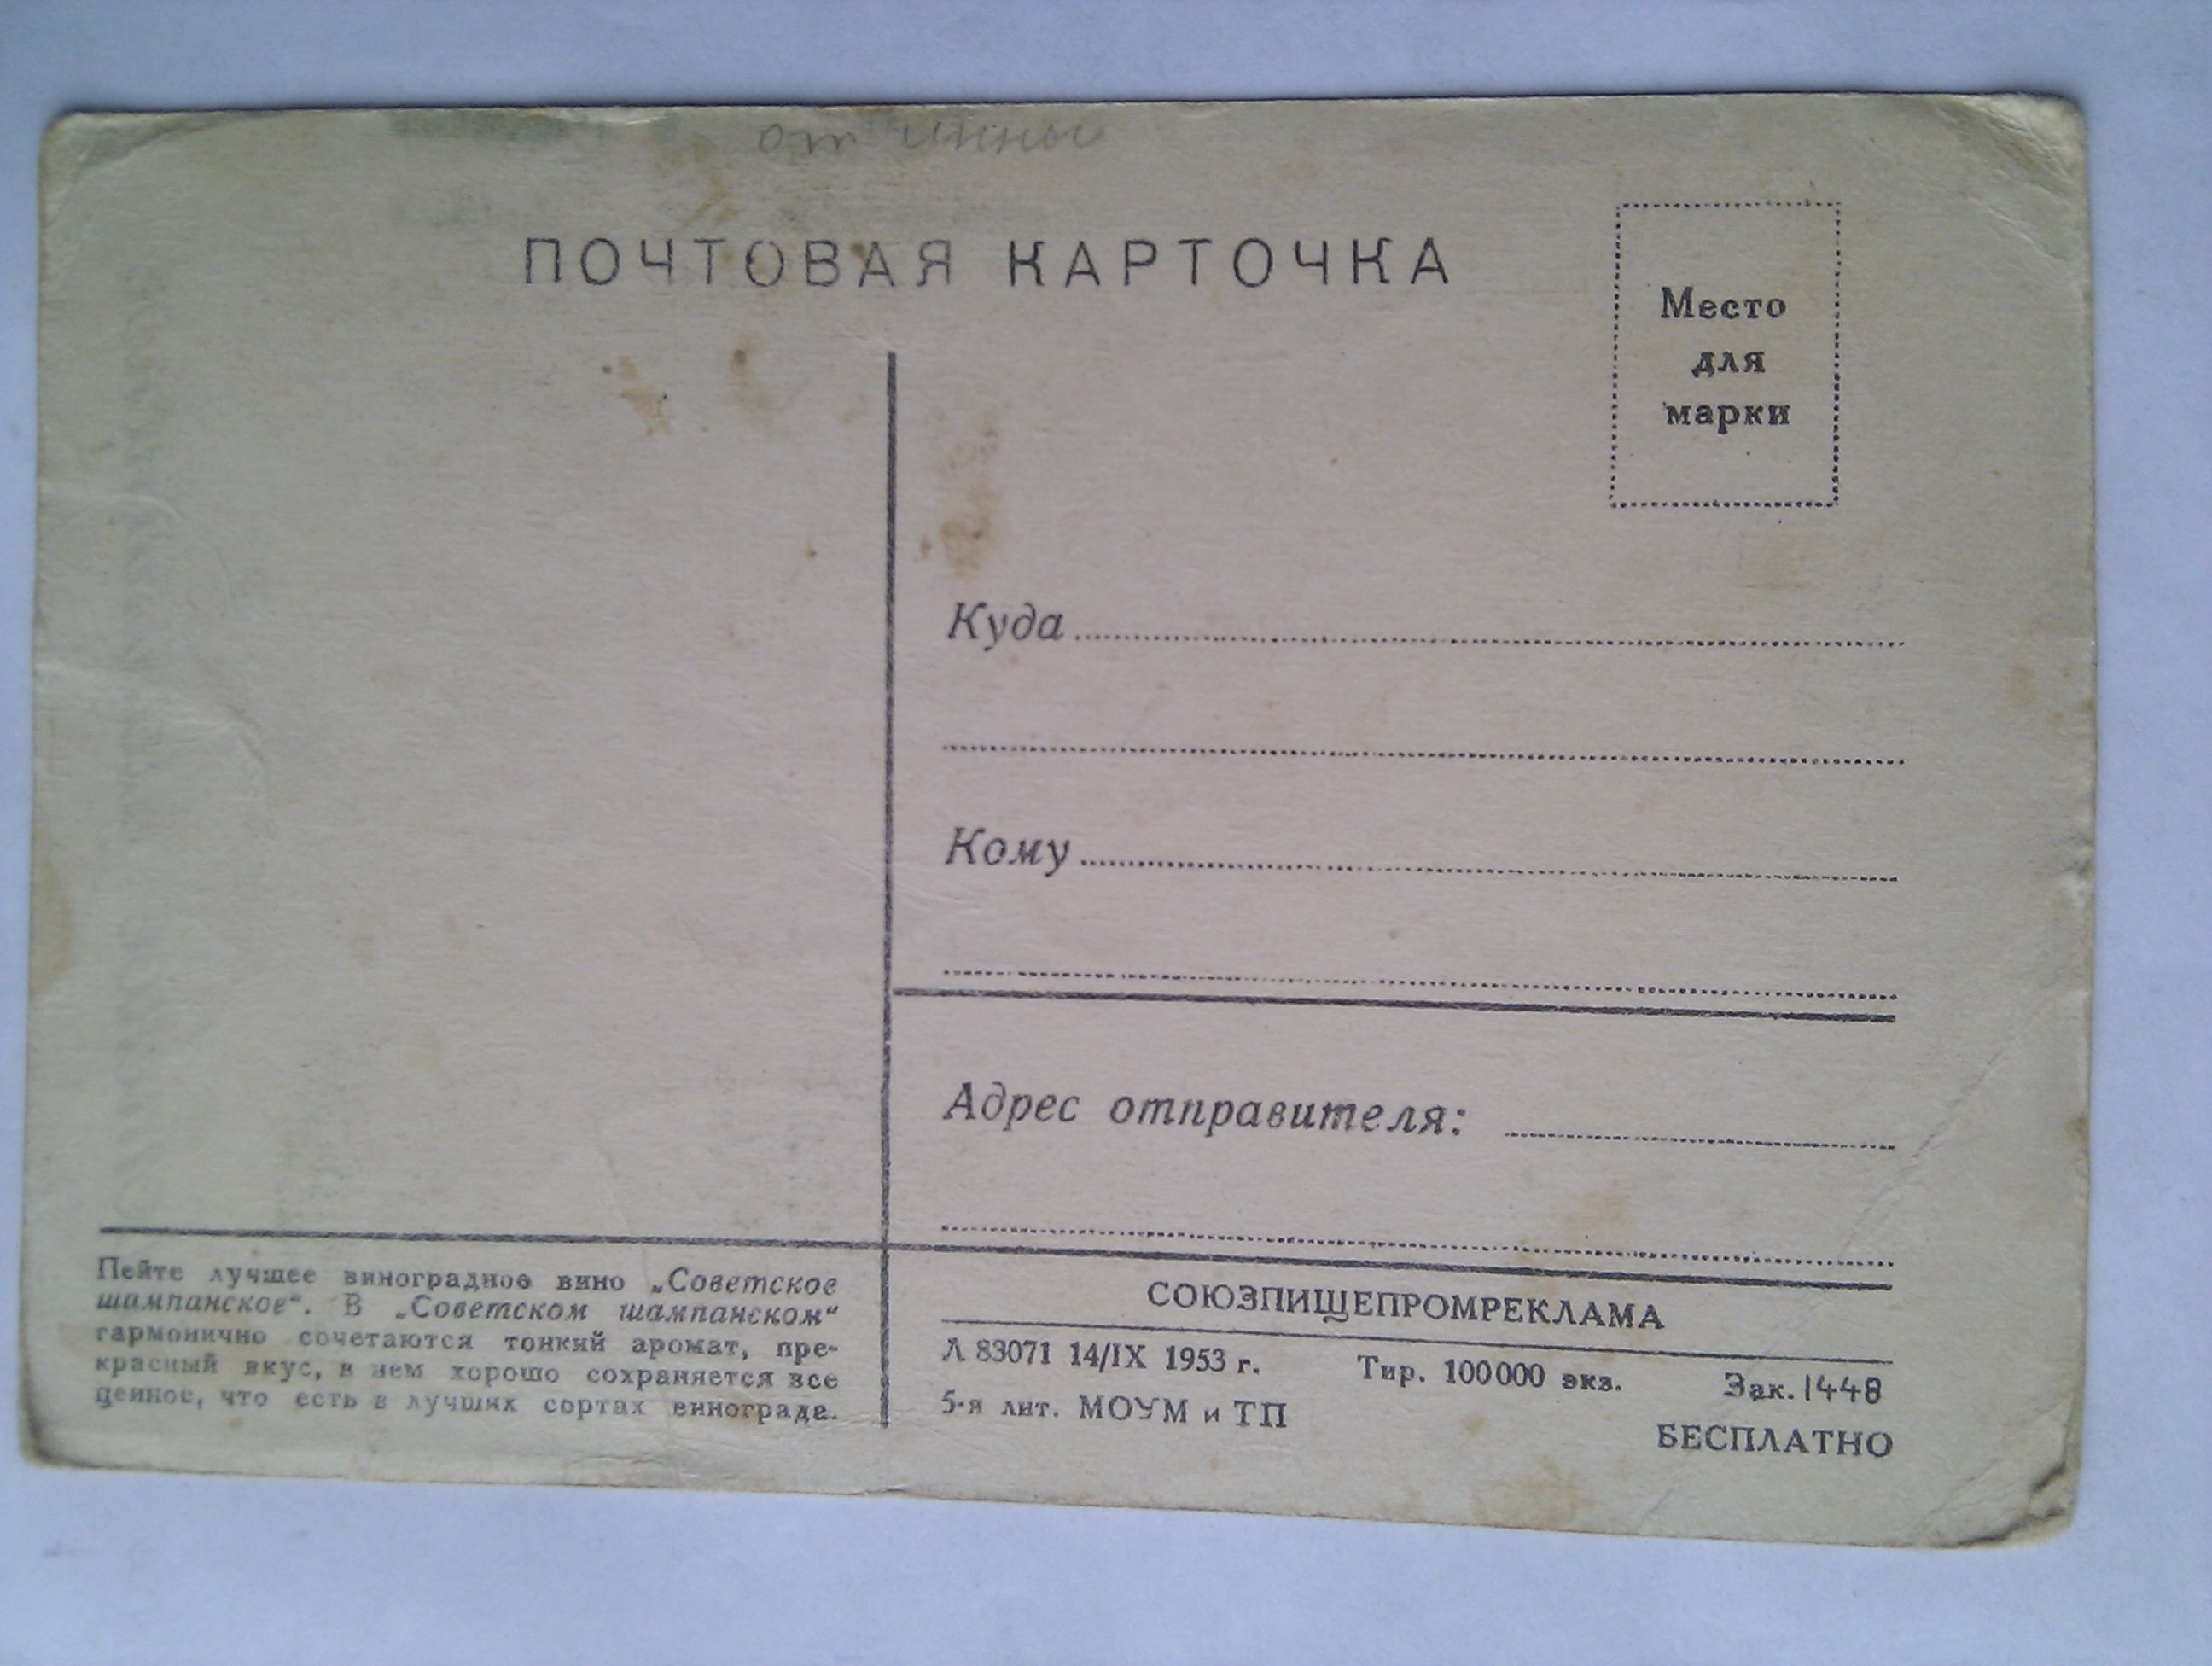 от Инны
ПОЧТОВАЯ КАРТОЧКА
Место
для
марки
Куда
Кому
Адрес отправителя:
Пейте лучшее виноградное вино „Советское
шампанское“. В „Советском шампанском“
гармонично сочетаются тонкий аромат, пре-
красный вкус, в нем хорошо сохраняется все
ценное, что есть в лучших сортах винограда.
СОЮЗПИЩЕПРОМРЕКЛАМА
Л 83071 14/IX 1953 г. Тир. 100000 экз. Зак. 1448
5-я лит. МОУМ и ТП
БЕСПЛАТНО